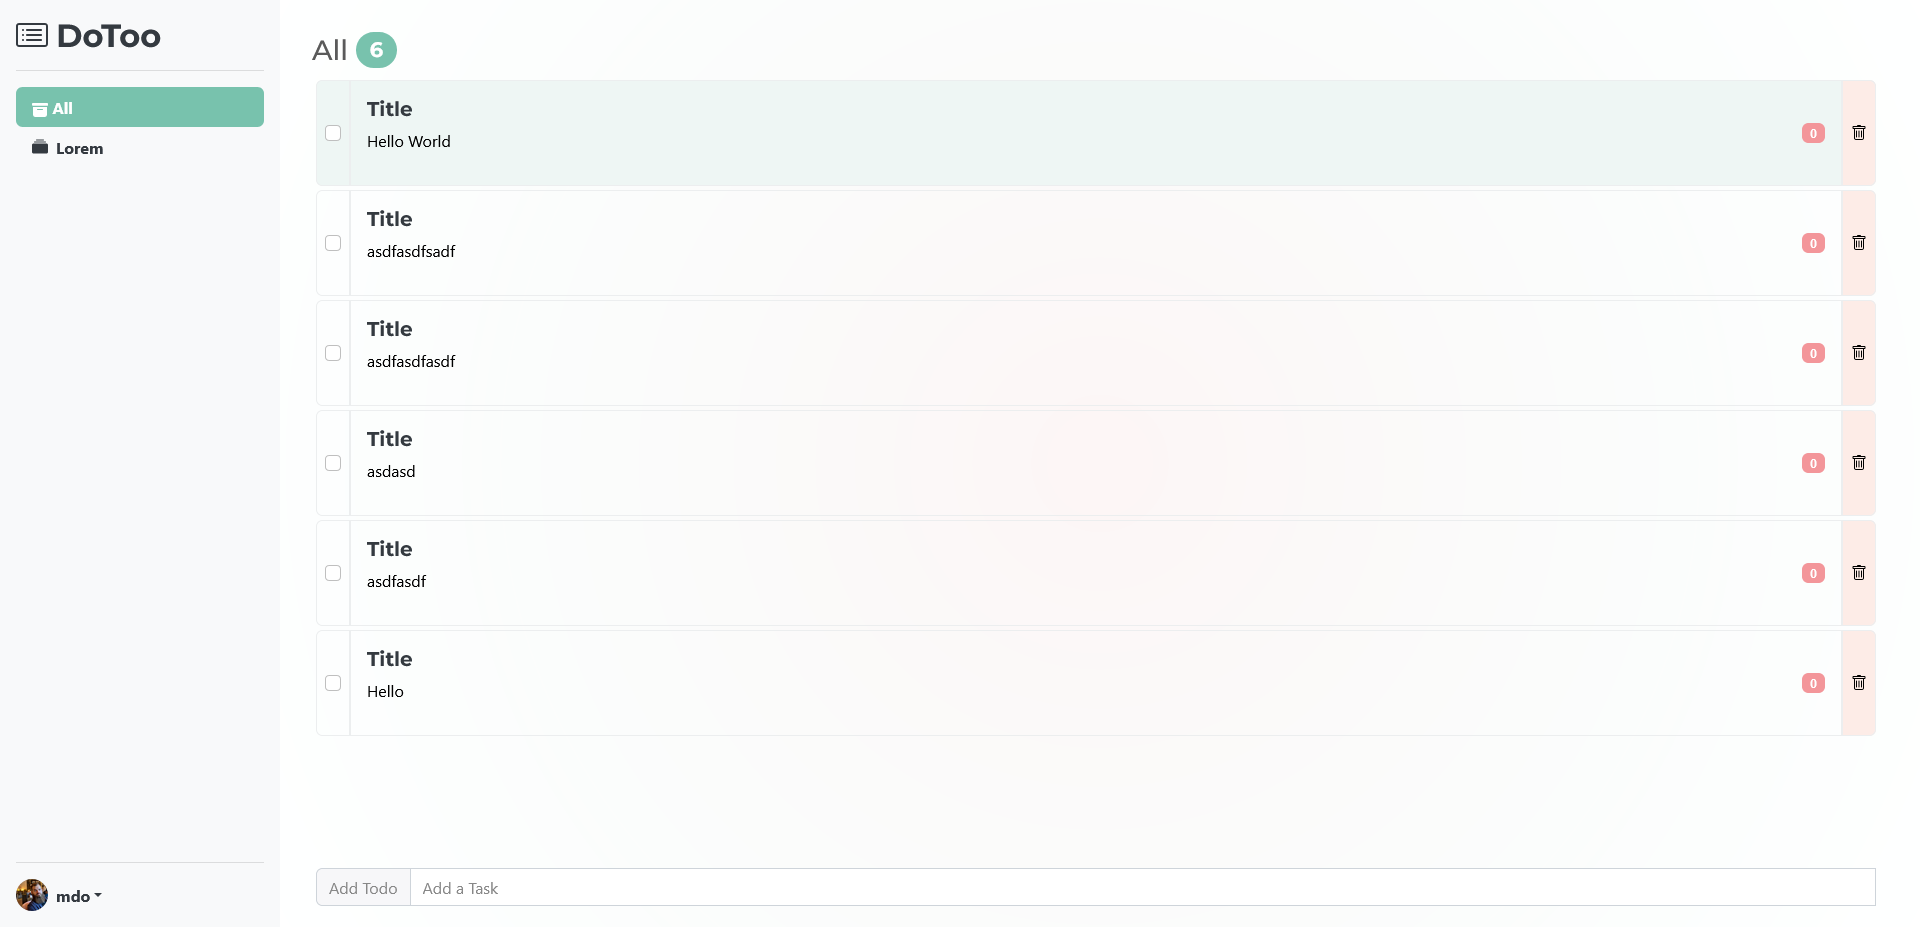 DoToo
All
Lorem
mdo
All 6
Title
Hello World
0
Title
asdfasdfsadf
0
Title
asdfasdfasdf
0
Title
asdasd
0
Title
asdfasdf
0
Title
Hello
0
Add Todo Add a Task